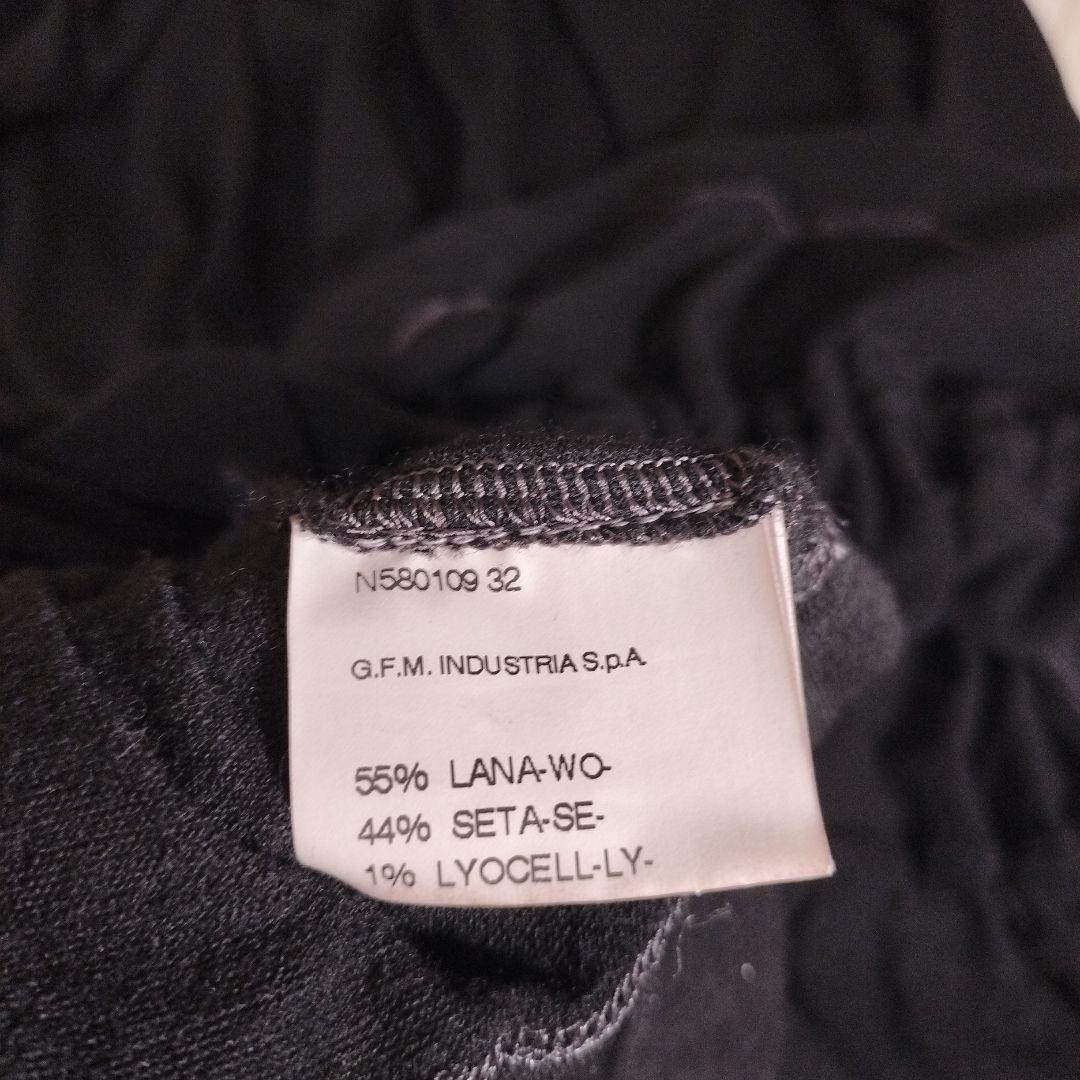 N580109 32
G.F.M. INDUSTRIA S.p.A.
55% LANA-WO-
44% SETA-SE-
1% LYOCELL-LY-